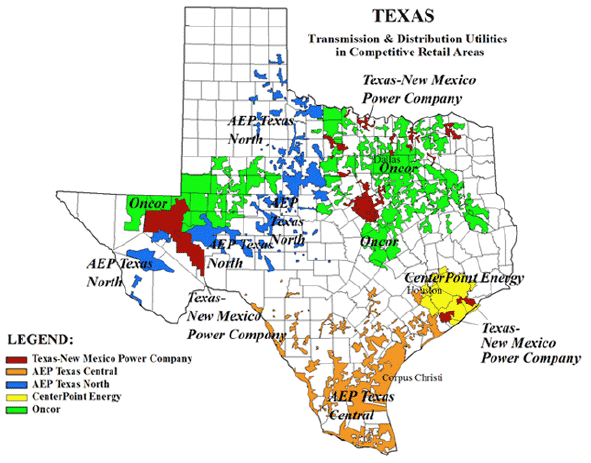 TEXAS
Transmission & Distribution Utilities
in Competitive Retail Areas
Texas-New Mexico
Power Company
AEP Texas
North
Dallas
Oncor
Oncor
AEP
Texas
North
AEP Texas
North
Oncor
AEP Texas
North
CenterPoint Energy
Houston
Texas-
New Mexico
Power Company
Texas-
New Mexico
Power Company
Corpus Christi
AEP Texas
Central
LEGEND:
Texas-New Mexico Power Company
AEP Texas Central
AEP Texas North
CenterPoint Energy
Oncor